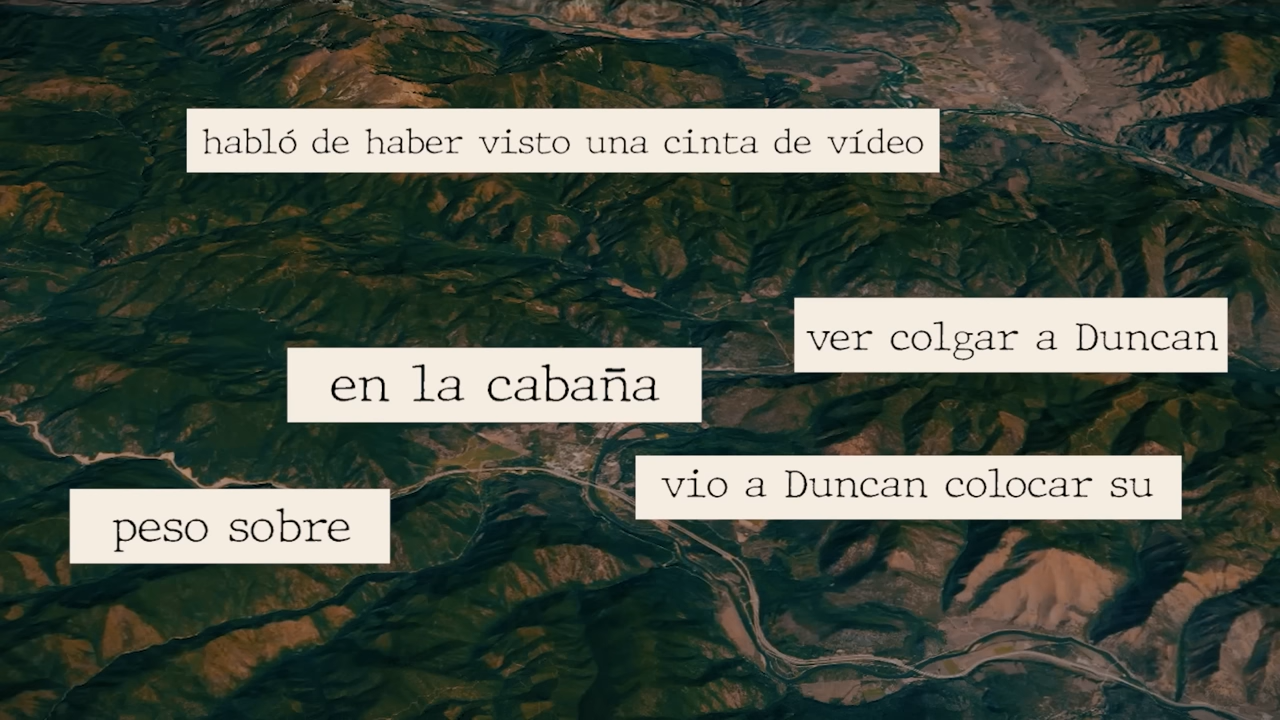 habló de haber visto una cinta de vídeo
ver colgar a Duncan
en la cabaña
vio a Duncan colocar su
peso sobre